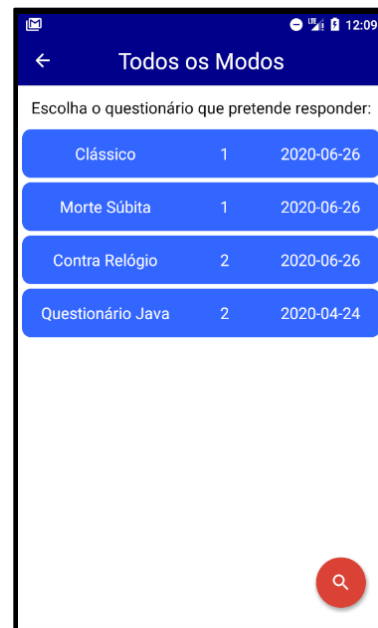 12:09
Todos os Modos
Escolha o questionário que pretende responder:
Clássico 1 2020-06-26
Morte Súbita 1 2020-06-26
Contra Relógio 2 2020-06-26
Questionário Java 2 2020-04-24